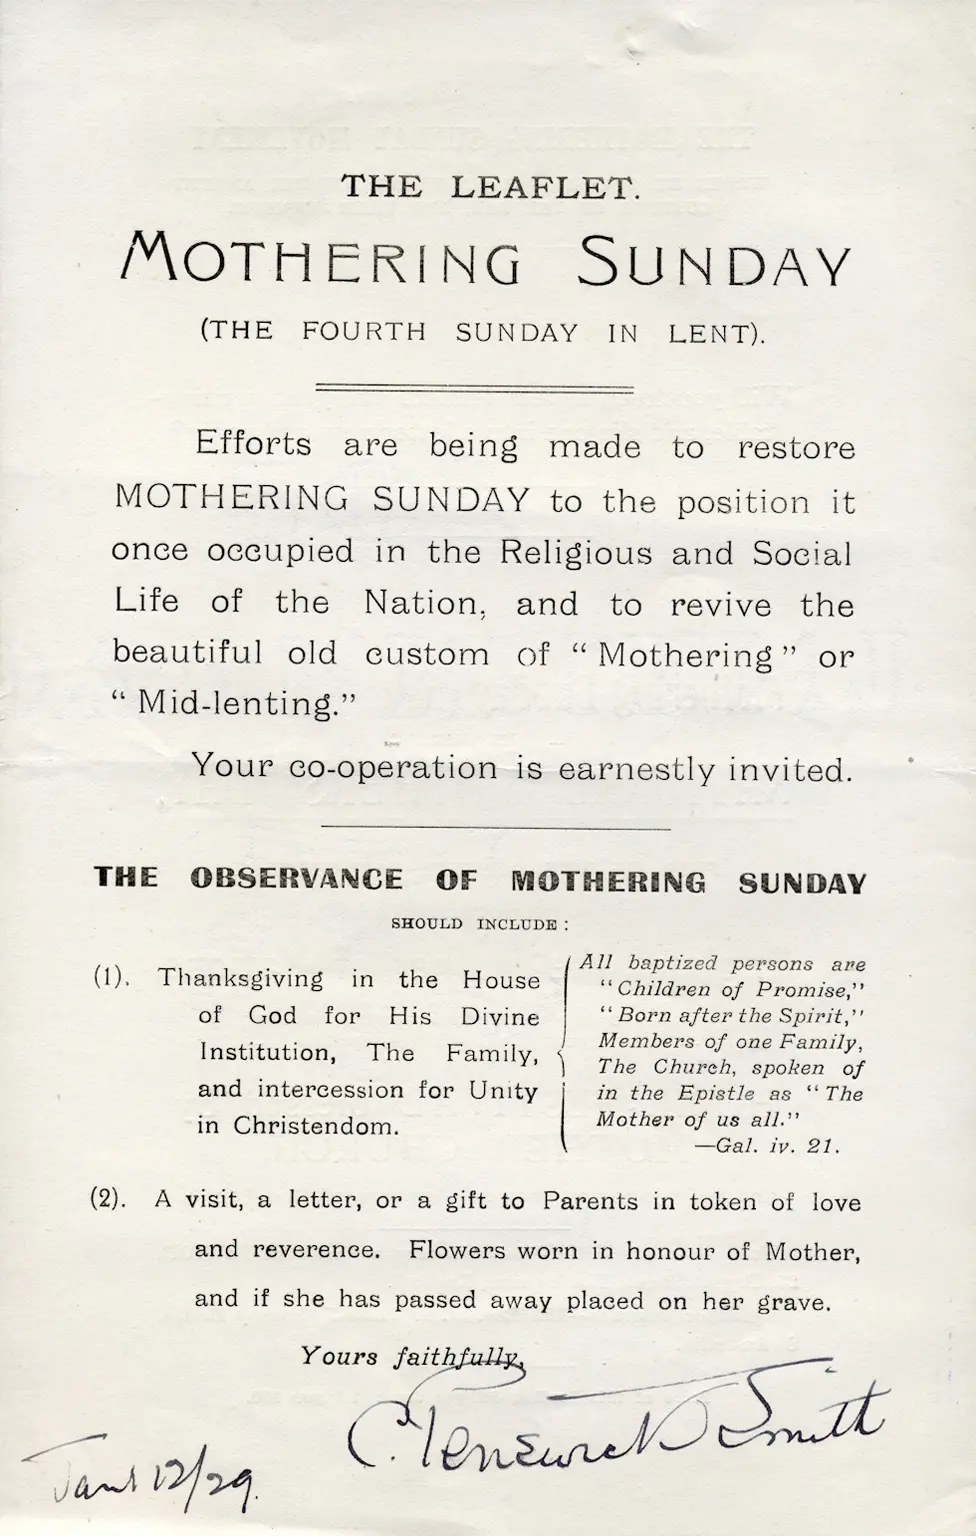 THE LEAFLET.
MOTHERING SUNDAY
(THE FOURTH SUNDAY IN LENT).
Efforts are being made to restore
MOTHERING SUNDAY to the position it
once occupied in the Religious and Social
Life of the Nation, and to revive the
beautiful old custom of "Mothering" or
"Mid-lenting."
Your co-operation is earnestly invited.
THE OBSERVANCE OF MOTHERING SUNDAY
SHOULD INCLUDE :
(1). Thanksgiving in the House
of God for His Divine
Institution, The Family,
and intercession for Unity
in Christendom.
All baptized persons are
"Children of Promise,"
"Born after the Spirit,"
Members of one Family,
The Church, spoken of
in the Epistle as "The
Mother of us all."
—Gal. iv. 21.
(2). A visit, a letter, or a gift to Parents in token of love
and reverence. Flowers worn in honour of Mother,
and if she has passed away placed on her grave.
Yours faithfully,
C. Penswick Smith
12/29.